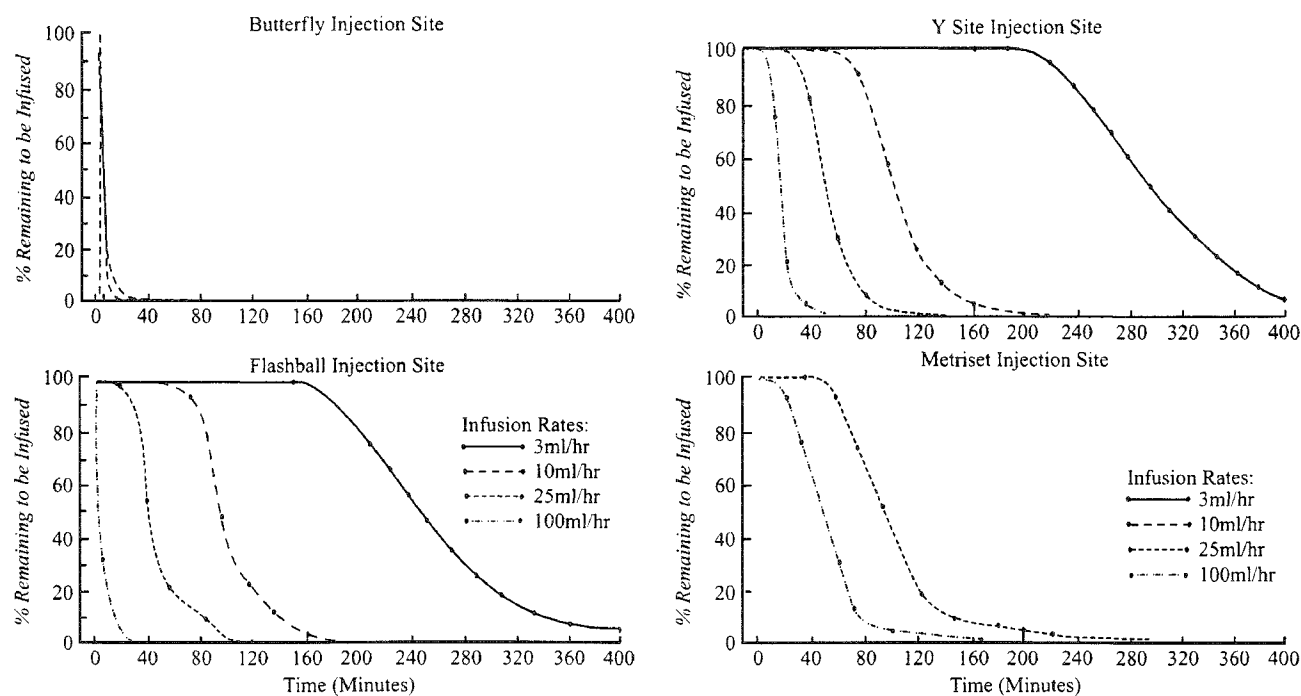 Butterfly Injection Site
% Remaining to be Infused
100
80
60
40
20
0
0 40 80 120 160 200 240 280 320 360 400
Y Site Injection Site
% Remaining to be Infused
100
80
60
40
20
0
0 40 80 120 160 200 240 280 320 360 400
Flashball Injection Site
% Remaining to be Infused
100
80
60
40
20
0
Infusion Rates:
3ml/hr
10ml/hr
25ml/hr
100ml/hr
0 40 80 120 160 200 240 280 320 360 400
Time (Minutes)
Metriset Injection Site
% Remaining to be Infused
100
80
60
40
20
0
Infusion Rates:
3ml/hr
10ml/hr
25ml/hr
100ml/hr
0 40 80 120 160 200 240 280 320 360 400
Time (Minutes)